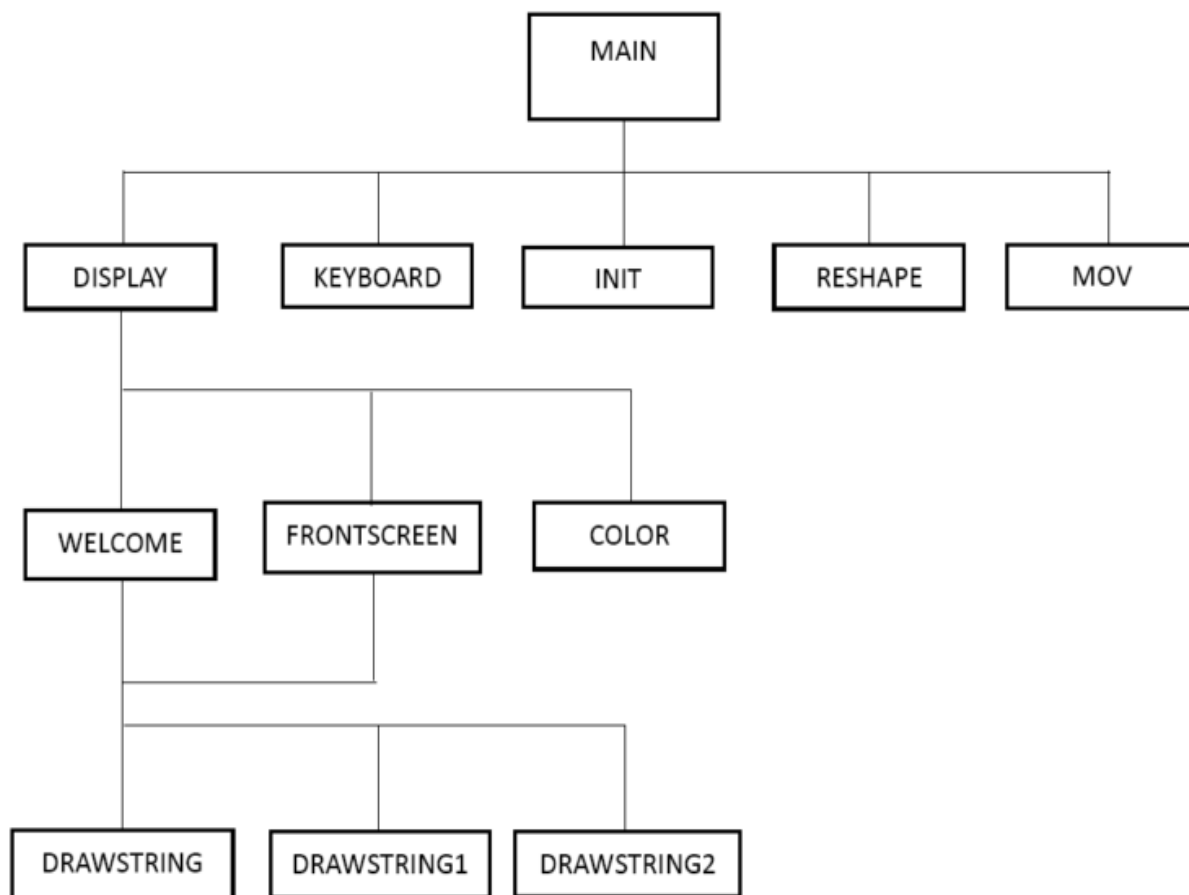 MAIN
DISPLAY
KEYBOARD
INIT
RESHAPE
MOV
WELCOME
FRONTSCREEN
COLOR
DRAWSTRING
DRAWSTRING1
DRAWSTRING2